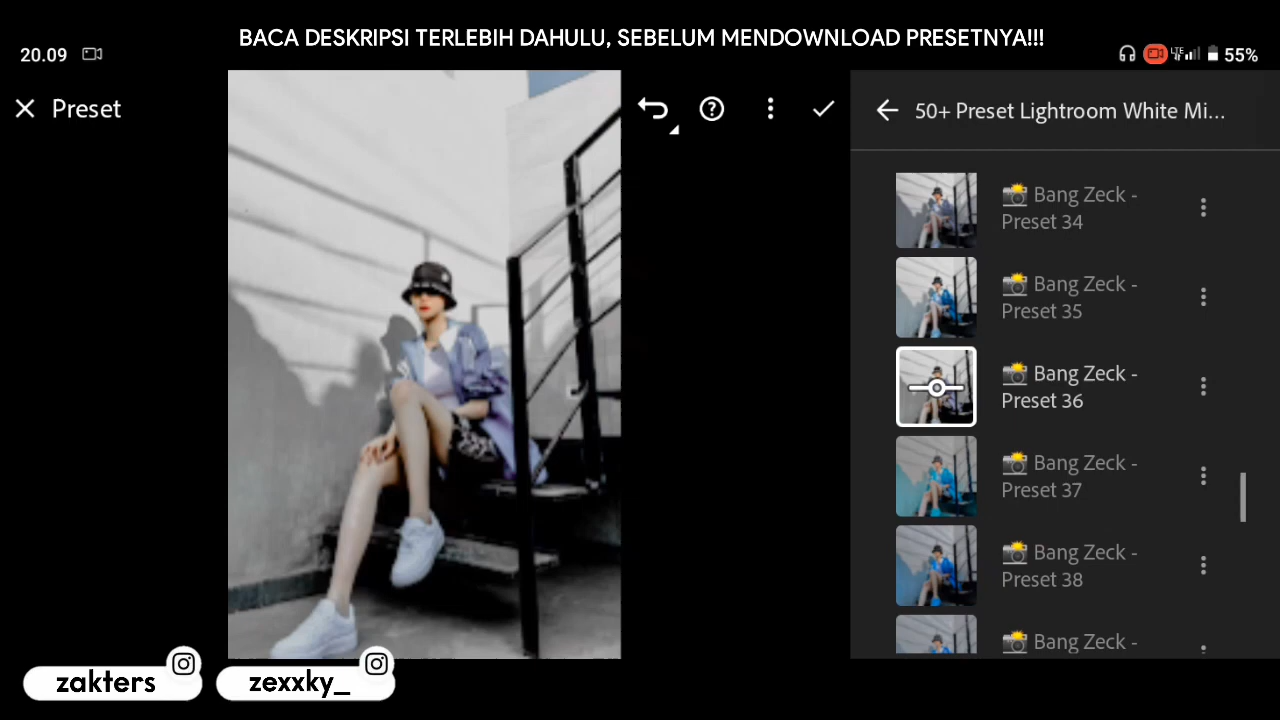 BACA DESKRIPSI TERLEBIH DAHULU, SEBELUM MENDOWNLOAD PRESETNYA!!!
20.09
LTE
55%
Preset
50+ Preset Lightroom White Mi...
Bang Zeck -
Preset 34
Bang Zeck -
Preset 35
Bang Zeck -
Preset 36
Bang Zeck -
Preset 37
Bang Zeck -
Preset 38
Bang Zeck -
zakters
zexxky_